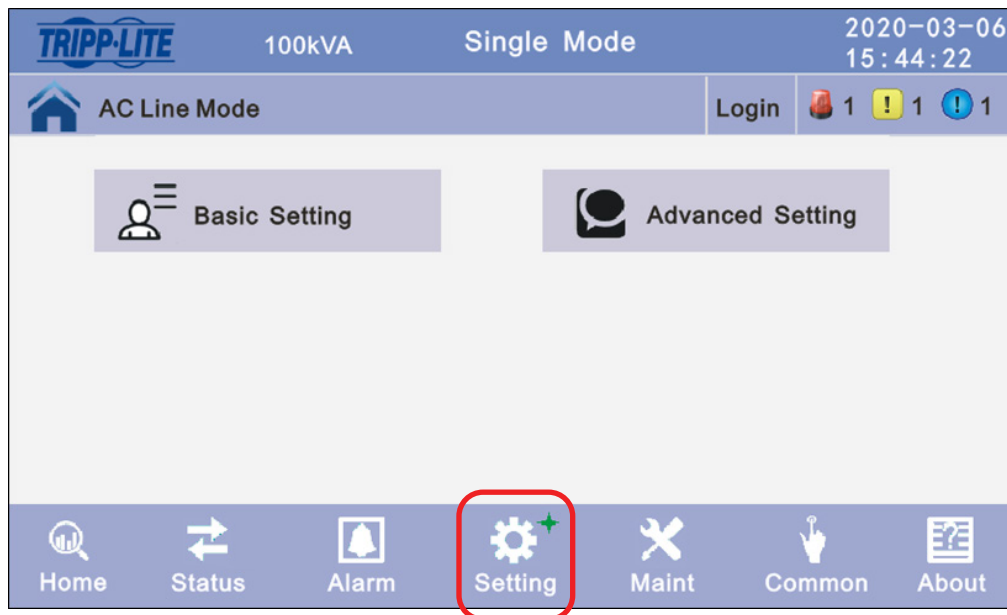 TRIPP·LITE 100kVA Single Mode 2020-03-06
15:44:22
AC Line Mode Login 1 ! 1 ! 1
Basic Setting Advanced Setting
Home Status Alarm Setting Maint Common About